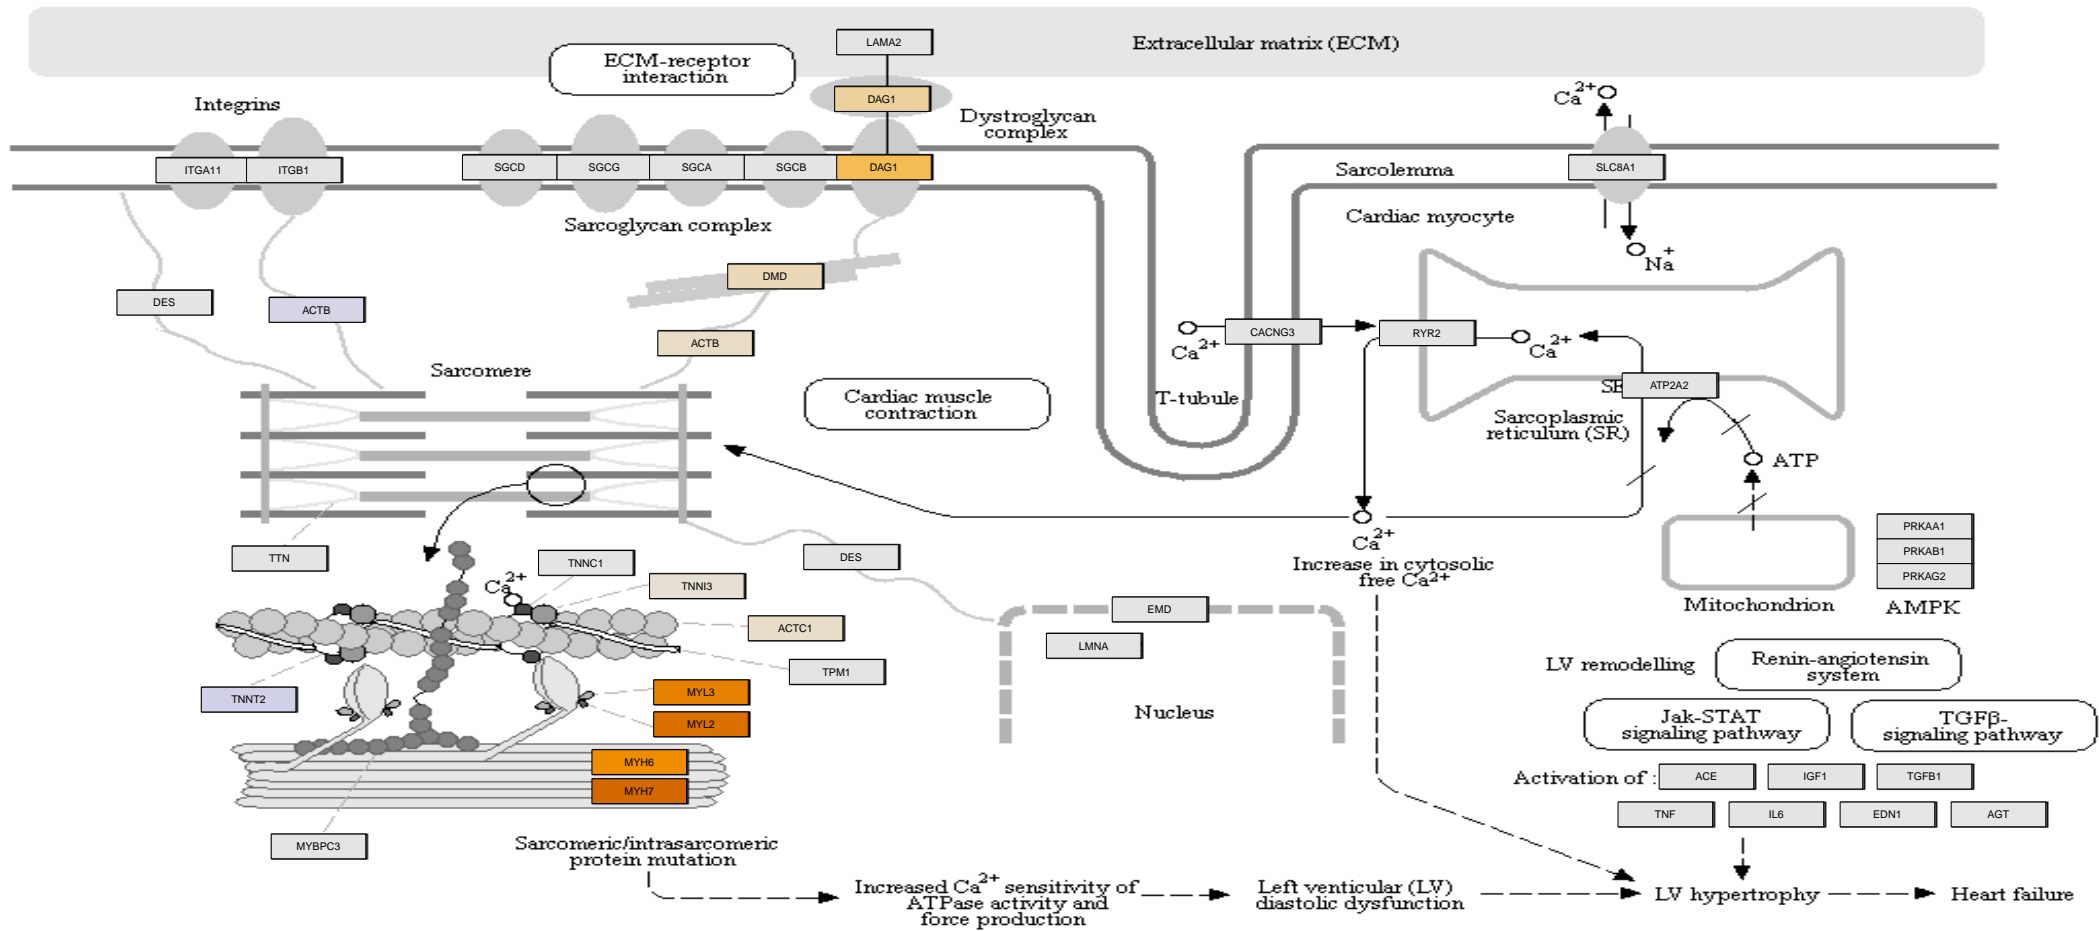 LAMA2
Extracellular matrix (ECM)
ECM-receptor
interaction
DAG1
Integrins
Dystroglycan
complex
Ca2+
ITGA11
ITGB1
SGCD
SGCG
SGCA
SGCB
DAG1
Sarcolemma
SLC8A1
Sarcoglycan complex
Cardiac myocyte
Na+
DES
ACTB
DMD
ACTB
CACNG3
RYR2
Ca2+
Ca2+
Sarcomere
Cardiac muscle
contraction
T-tubule
SE
ATP2A2
Sarcoplasmic
reticulum (SR)
ATP
TTN
TNNC1
DES
Ca2+
Increase in cytosolic
free Ca2+
PRKAA1
PRKAB1
PRKAG2
Ca2+
TNNI3
Mitochondrion
AMPK
ACTC1
EMD
LMNA
TPM1
LV remodelling
Renin-angiotensin
system
TNNT2
MYL3
MYL2
Nucleus
Jak-STAT
signaling pathway
TGFβ-
signaling pathway
MYH6
MYH7
Activation of :
ACE
IGF1
TGFB1
TNF
IL6
EDN1
AGT
MYBPC3
Sarcomeric/intrasarcomeric
protein mutation
Increased Ca2+ sensitivity of
ATPase activity and
force production
Left venticular (LV)
diastolic dysfunction
LV hypertrophy
Heart failure